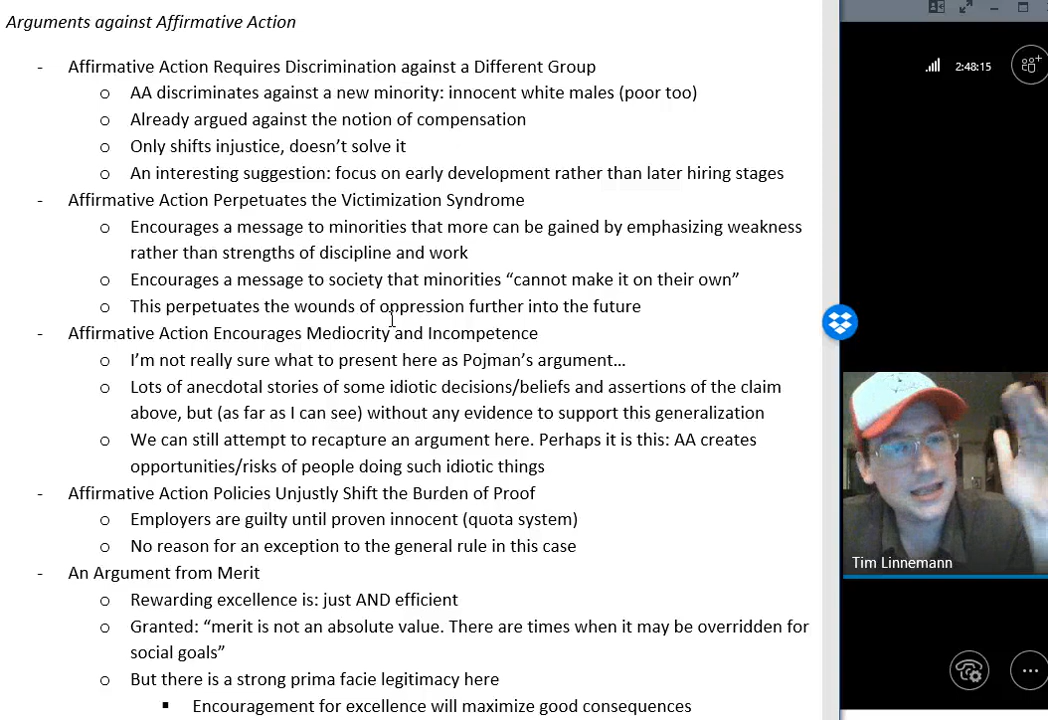 Arguments against Affirmative Action
- Affirmative Action Requires Discrimination against a Different Group
o AA discriminates against a new minority: innocent white males (poor too)
o Already argued against the notion of compensation
o Only shifts injustice, doesn’t solve it
o An interesting suggestion: focus on early development rather than later hiring stages
- Affirmative Action Perpetuates the Victimization Syndrome
o Encourages a message to minorities that more can be gained by emphasizing weakness
rather than strengths of discipline and work
o Encourages a message to society that minorities “cannot make it on their own”
o This perpetuates the wounds of oppression further into the future
- Affirmative Action Encourages Mediocrity and Incompetence
o I’m not really sure what to present here as Pojman’s argument…
o Lots of anecdotal stories of some idiotic decisions/beliefs and assertions of the claim
above, but (as far as I can see) without any evidence to support this generalization
o We can still attempt to recapture an argument here. Perhaps it is this: AA creates
opportunities/risks of people doing such idiotic things
- Affirmative Action Policies Unjustly Shift the Burden of Proof
o Employers are guilty until proven innocent (quota system)
o No reason for an exception to the general rule in this case
- An Argument from Merit
o Rewarding excellence is: just AND efficient
o Granted: “merit is not an absolute value. There are times when it may be overridden for
social goals”
o But there is a strong prima facie legitimacy here
▪ Encouragement for excellence will maximize good consequences
2:48:15
Tim Linnemann